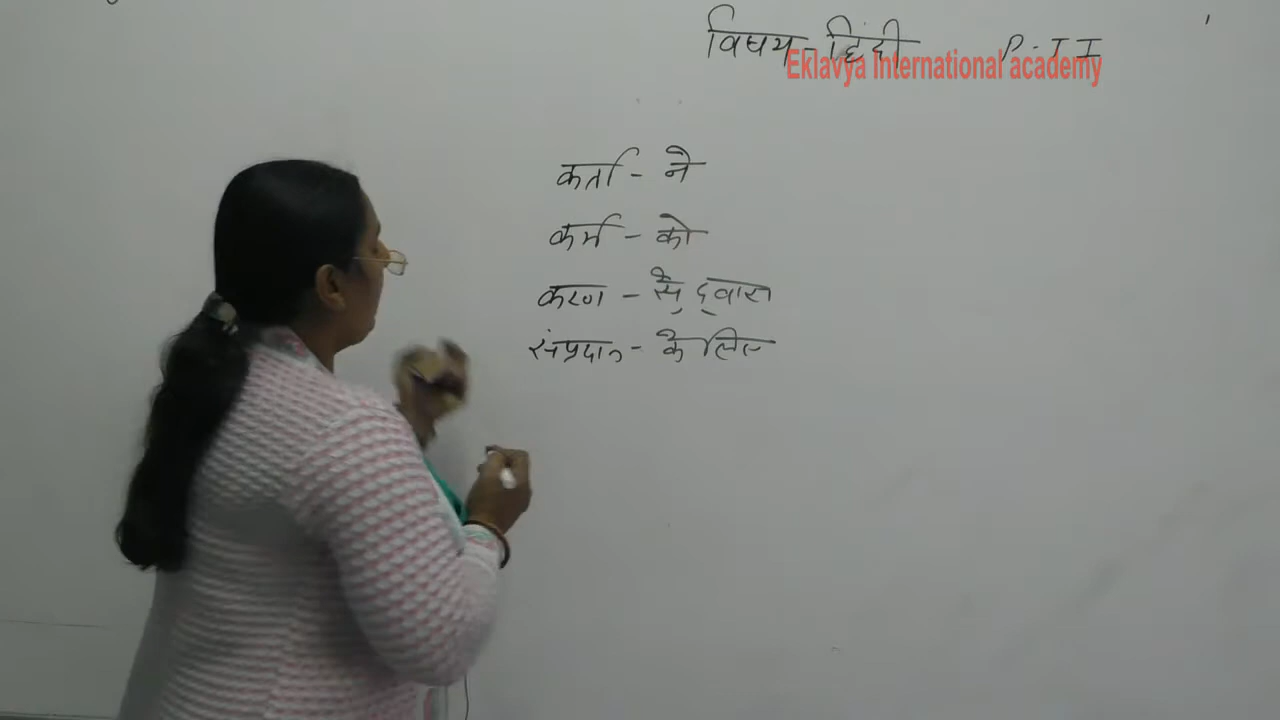 विषय - हिंदी P-II
Eklavya International academy
कर्ता - ने
कर्म - को
करण - से, द्वारा
संप्रदान - के लिए